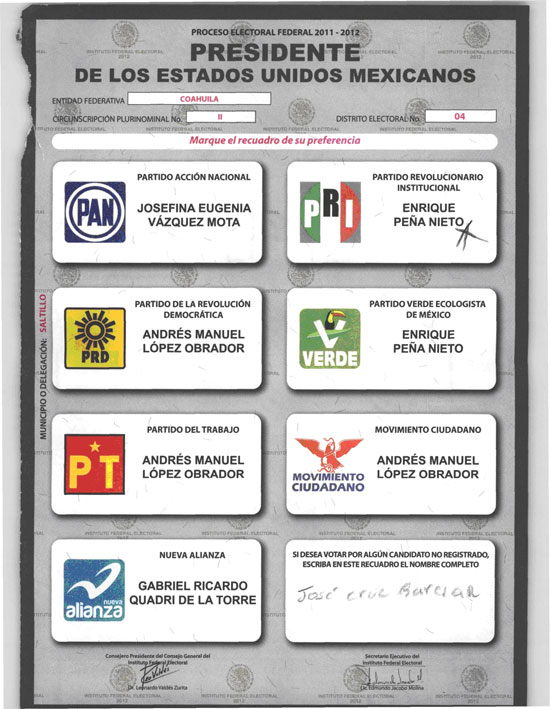 PROCESO ELECTORAL FEDERAL 2011 - 2012
PRESIDENTE
DE LOS ESTADOS UNIDOS MEXICANOS
ENTIDAD FEDERATIVA COAHUILA
CIRCUNSCRIPCIÓN PLURINOMINAL No. II DISTRITO ELECTORAL No. 04
Marque el recuadro de su preferencia
MUNICIPIO O DELEGACIÓN: SALTILLO
PARTIDO ACCIÓN NACIONAL
PAN
JOSEFINA EUGENIA
VÁZQUEZ MOTA
PARTIDO REVOLUCIONARIO
INSTITUCIONAL
PRI
ENRIQUE
PEÑA NIETO
PARTIDO DE LA REVOLUCIÓN
DEMOCRÁTICA
PRD
ANDRÉS MANUEL
LÓPEZ OBRADOR
PARTIDO VERDE ECOLOGISTA
DE MÉXICO
VERDE
ENRIQUE
PEÑA NIETO
PARTIDO DEL TRABAJO
PT
ANDRÉS MANUEL
LÓPEZ OBRADOR
MOVIMIENTO CIUDADANO
MOVIMIENTO
CIUDADANO
ANDRÉS MANUEL
LÓPEZ OBRADOR
NUEVA ALIANZA
nueva
alianza
GABRIEL RICARDO
QUADRI DE LA TORRE
SI DESEA VOTAR POR ALGÚN CANDIDATO NO REGISTRADO,
ESCRIBA EN ESTE RECUADRO EL NOMBRE COMPLETO
José Cruz
Consejero Presidente del Consejo General del
Instituto Federal Electoral
Dr. Leonardo Valdés Zurita
Secretario Ejecutivo del
Instituto Federal Electoral
Lic. Edmundo Jacobo Molina
INSTITUTO FEDERAL ELECTORAL
2012